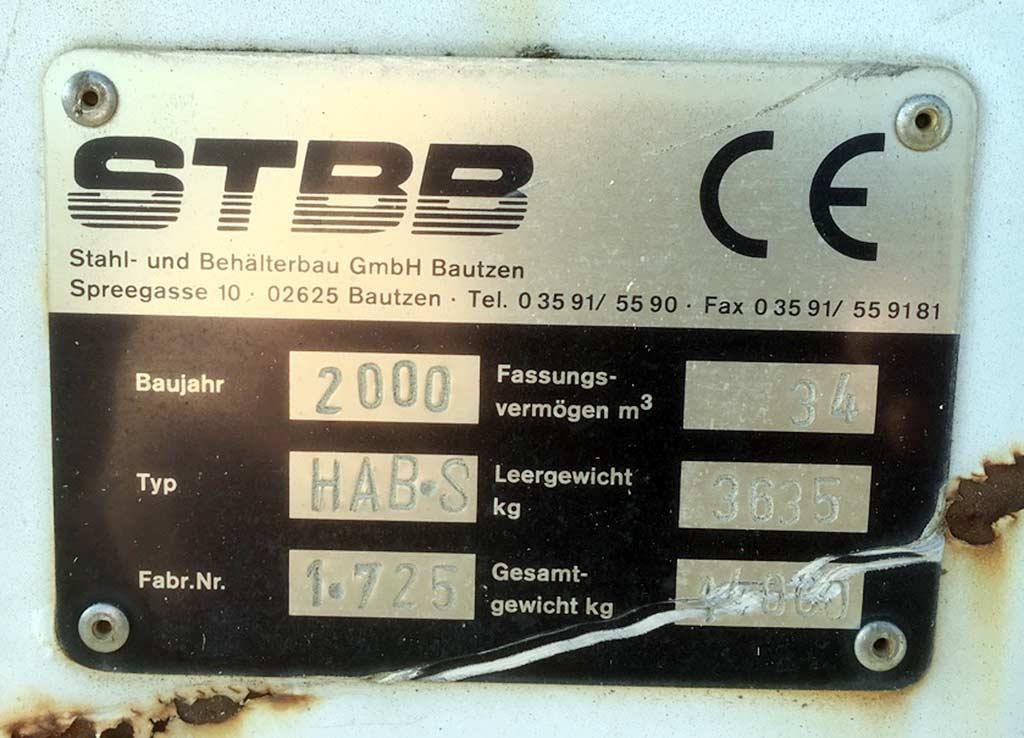 STBB
CE
Stahl- und Behälterbau GmbH Bautzen
Spreegasse 10 · 02625 Bautzen · Tel. 0 35 91/ 55 90 · Fax 0 35 91/ 55 91 81
Baujahr 2000
Fassungs-
vermögen m³ 34
Typ HAB·S
Leergewicht
kg 3635
Fabr.Nr. 1·725
Gesamt-
gewicht kg